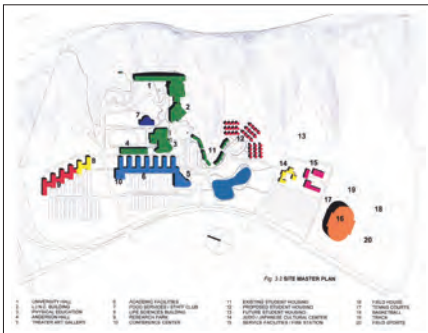 1
2
7
4
3
8
9
10
6
5
11
12
13
14
15
17
16
19
18
20
Fig. 3.5 SITE MASTER PLAN
1 UNIVERSITY HALL
2 L.I.N.C. BUILDING
3 PHYSICAL EDUCATION
4 ANDERSON HALL
5 THEATER ART GALLERY
6 ACADEMIC FACILITIES
7 FOOD SERVICES / STAFF CLUB
8 LIFE SCIENCES BUILDING
9 RESEARCH PARK
10 CONFERENCE CENTER
11 EXISTING STUDENT HOUSING
12 PROPOSED STUDENT HOUSING
13 FUTURE STUDENT HOUSING
14 JAPANESE CULTURAL CENTER
15 SERVICE FACILITIES / FIRE STATION
16 FIELD HOUSE
17 TENNIS COURTS
18 BASKETBALL
19 TRACK
20 FIELD SPORTS